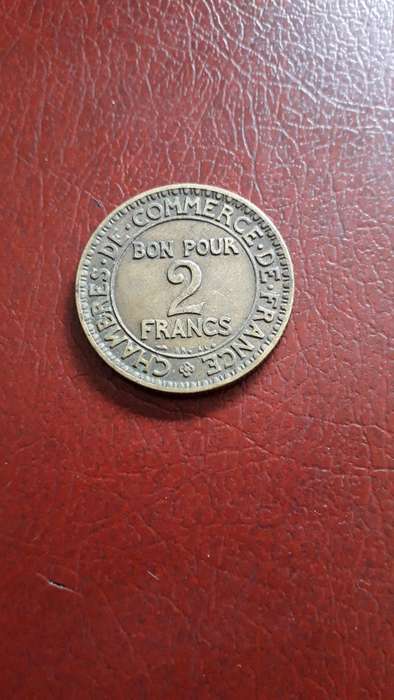 CHAMBRES·DE·COMMERCE·DE·FRANCE
BON POUR
2
FRANCS